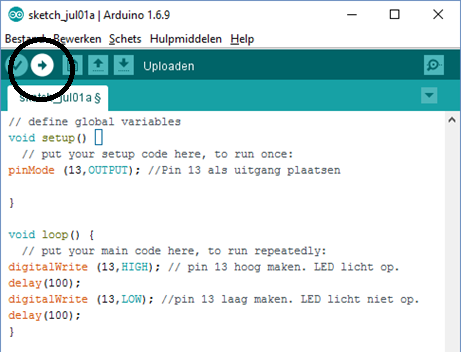 sketch_jul01a | Arduino 1.6.9
Bestand Bewerken Schets Hulpmiddelen Help
Uploaden
sketch_jul01a §
// define global variables
void setup() {
// put your setup code here, to run once:
pinMode (13,OUTPUT); //Pin 13 als uitgang plaatsen
}
void loop() {
// put your main code here, to run repeatedly:
digitalWrite (13,HIGH); // pin 13 hoog maken. LED licht op.
delay(100);
digitalWrite (13,LOW); //pin 13 laag maken. LED licht niet op.
delay(100);
}